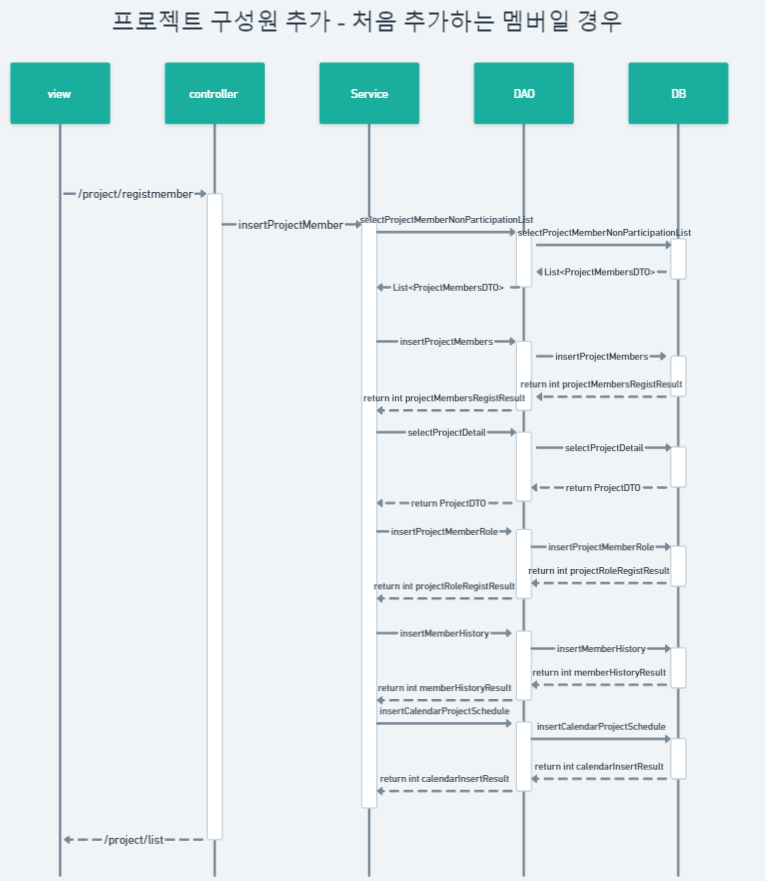 프로젝트 구성원 추가 - 처음 추가하는 멤버일 경우
view
controller
Service
DAO
DB
/project/registmember
insertProjectMember
selectProjectMemberNonParticipationList
selectProjectMemberNonParticipationList
List<ProjectMembersDTO>
List<ProjectMembersDTO>
insertProjectMembers
insertProjectMembers
return int projectMembersRegistResult
return int projectMembersRegistResult
selectProjectDetail
selectProjectDetail
return ProjectDTO
return ProjectDTO
insertProjectMemberRole
insertProjectMemberRole
return int projectRoleRegistResult
return int projectRoleRegistResult
insertMemberHistory
insertMemberHistory
return int memberHistoryResult
return int memberHistoryResult
insertCalendarProjectSchedule
insertCalendarProjectSchedule
return int calendarInsertResult
return int calendarInsertResult
/project/list